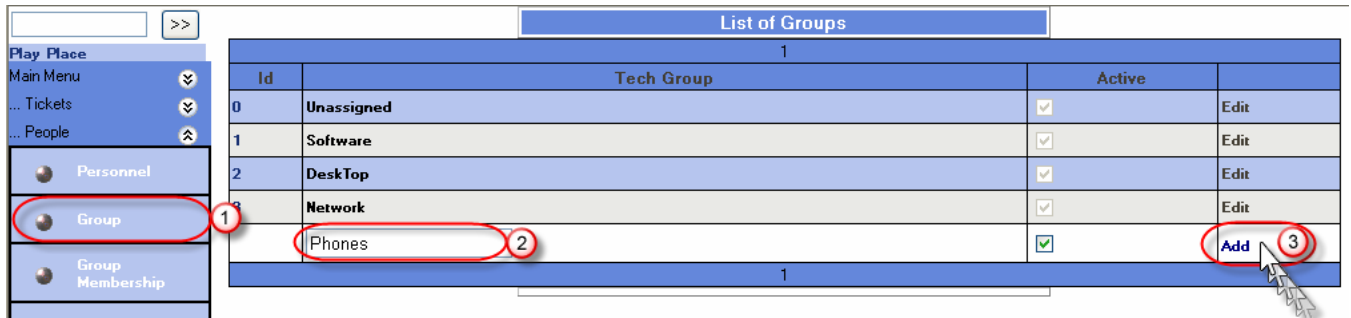 >>
List of Groups
Play Place
1
Main Menu
Id Tech Group Active
... Tickets
0 Unassigned Edit
... People
1 Software Edit
Personnel
2 DeskTop Edit
Group
1
3 Network Edit
Phones 2 Add 3
Group
Membership
1